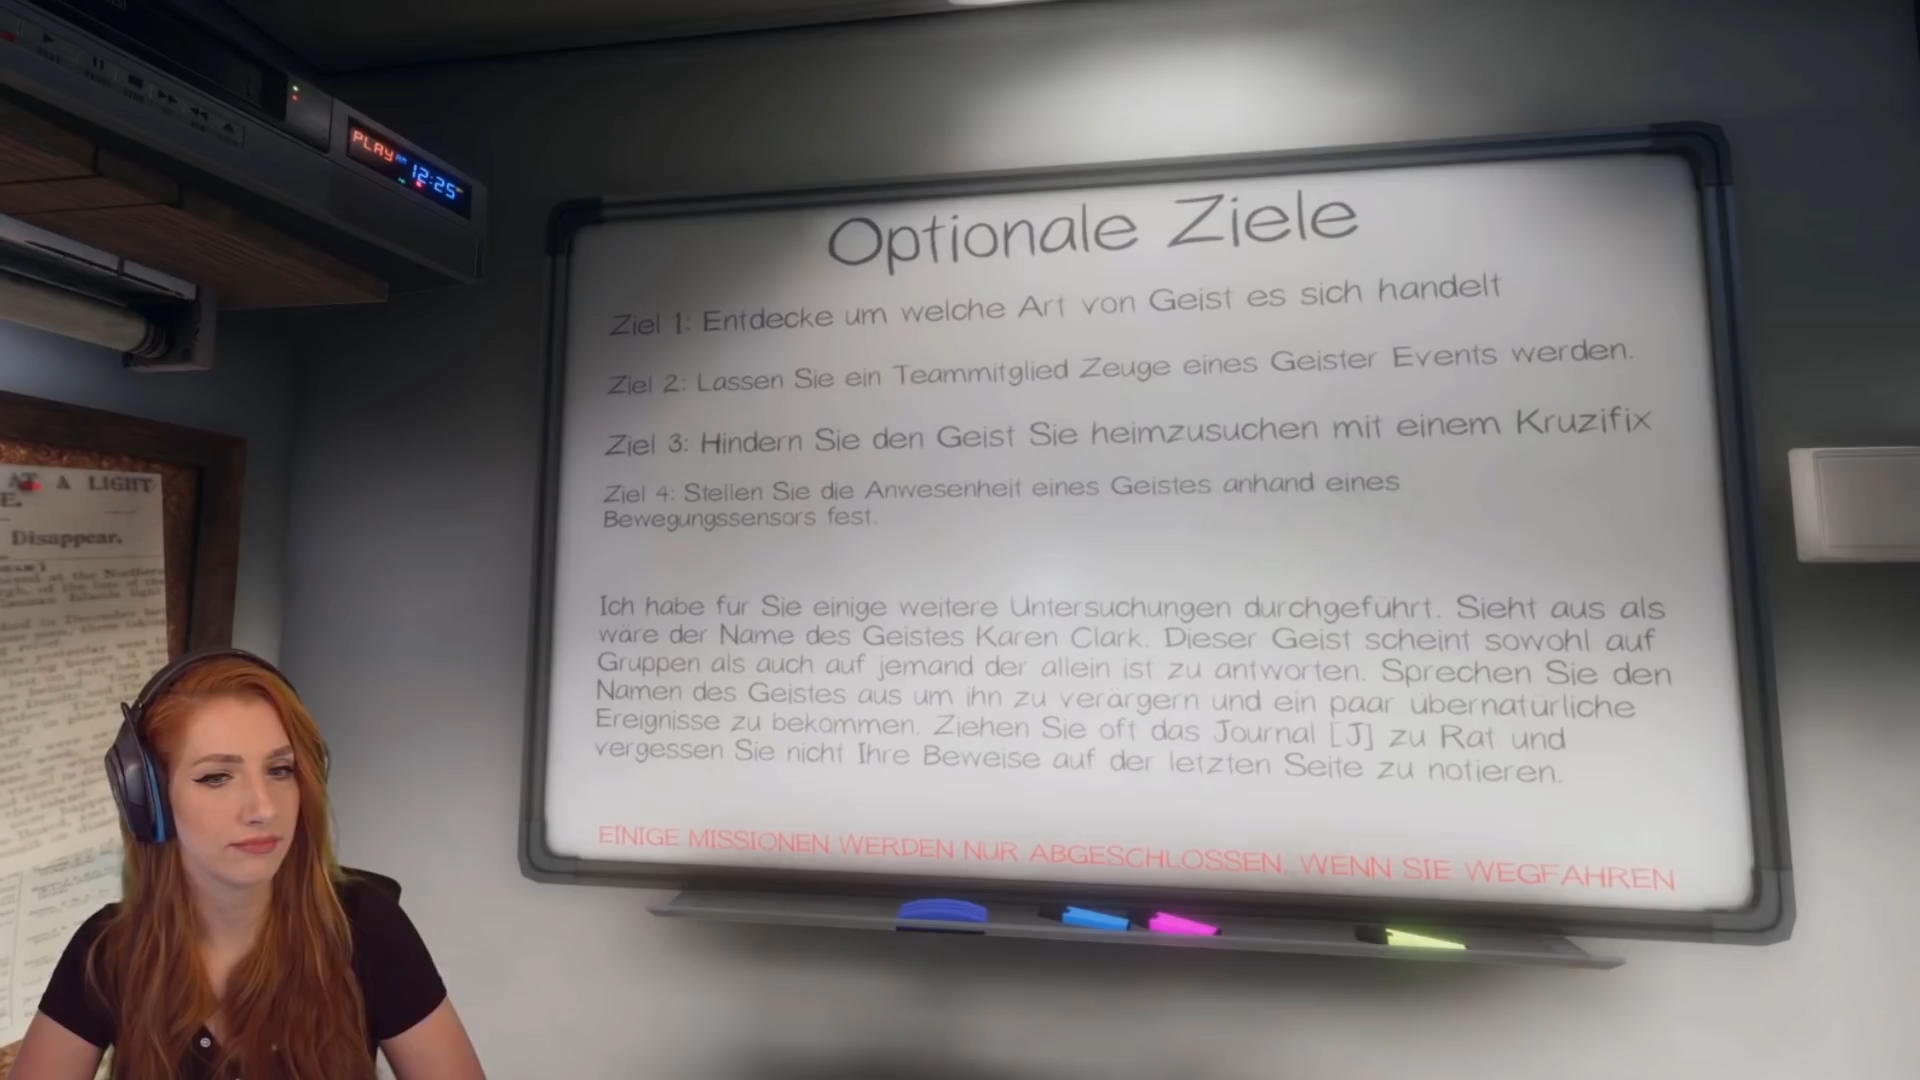 PLAY AM 12:25
AT A LIGHT
E.
Disappear.
Optionale Ziele
Ziel 1: Entdecke um welche Art von Geist es sich handelt
Ziel 2: Lassen Sie ein Teammitglied Zeuge eines Geister Events werden.
Ziel 3: Hindern Sie den Geist Sie heimzusuchen mit einem Kruzifix
Ziel 4: Stellen Sie die Anwesenheit eines Geistes anhand eines
Bewegungssensors fest.
Ich habe für Sie einige weitere Untersuchungen durchgeführt. Sieht aus als
wäre der Name des Geistes Karen Clark. Dieser Geist scheint sowohl auf
Gruppen als auch auf jemand der allein ist zu antworten. Sprechen Sie den
Namen des Geistes aus um ihn zu verärgern und ein paar übernatürliche
Ereignisse zu bekommen. Ziehen Sie oft das Journal [J] zu Rat und
vergessen Sie nicht Ihre Beweise auf der letzten Seite zu notieren.
EINIGE MISSIONEN WERDEN NUR ABGESCHLOSSEN, WENN SIE WEGFAHREN